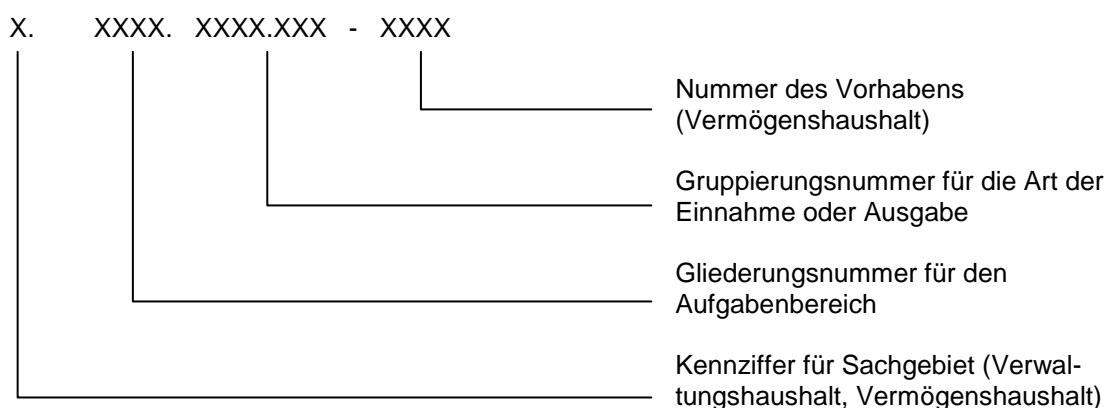 X. XXXX. XXXX.XXX - XXXX
Nummer des Vorhabens
(Vermögenshaushalt)
Gruppierungsnummer für die Art der
Einnahme oder Ausgabe
Gliederungsnummer für den
Aufgabenbereich
Kennziffer für Sachgebiet (Verwal-
tungshaushalt, Vermögenshaushalt)